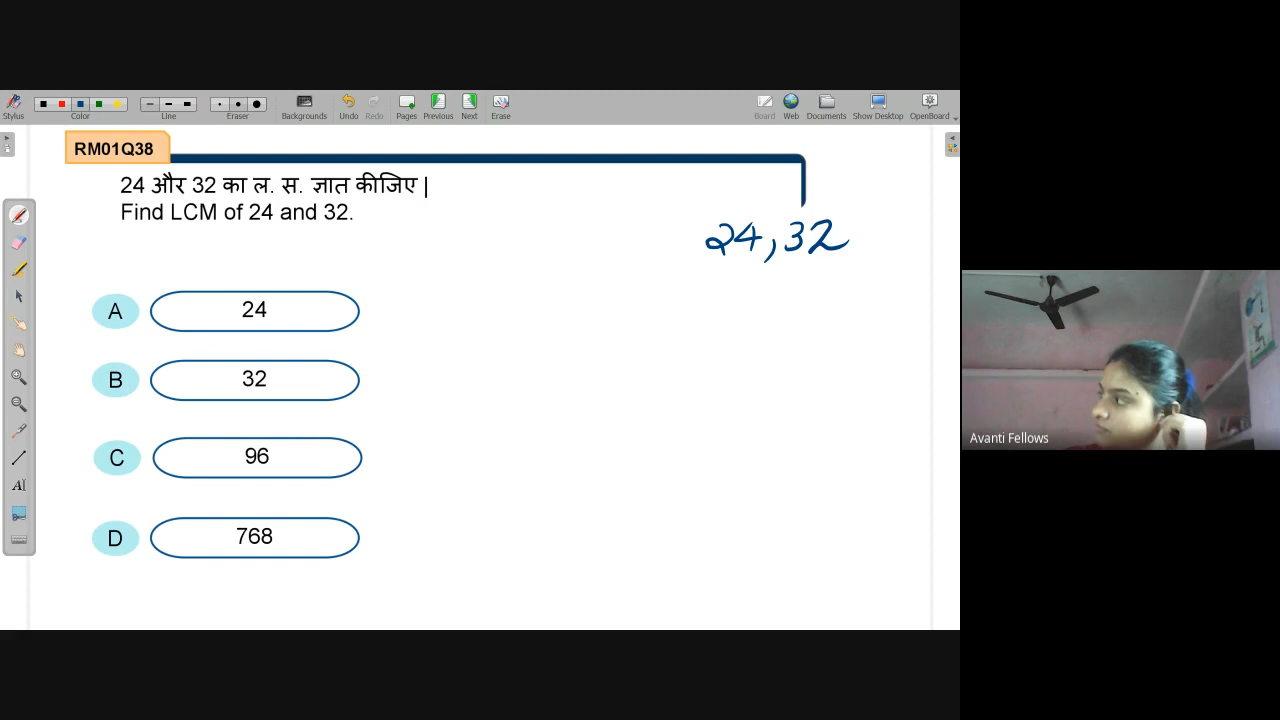 Stylus
Color
Line
Eraser
Backgrounds
Undo
Redo
Pages
Previous
Next
Erase
Board
Web
Documents
Show Desktop
OpenBoard
RM01Q38
24 और 32 का ल. स. ज्ञात कीजिए |
Find LCM of 24 and 32.
24,32
A 24
B 32
C 96
D 768
Avanti Fellows